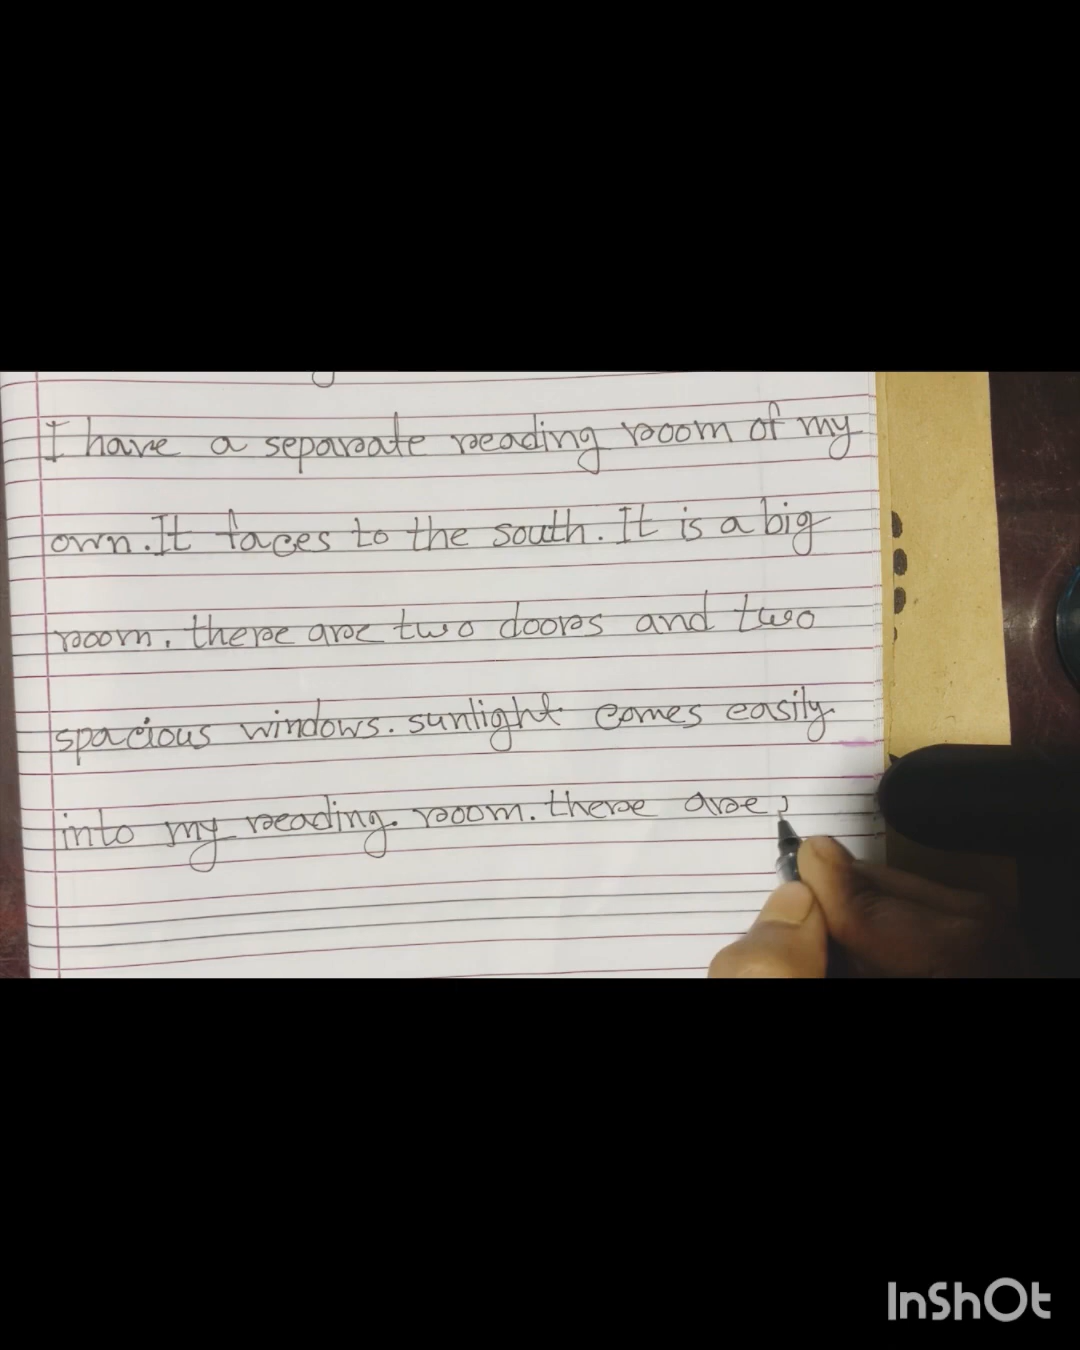 I have a separate reading room of my
own. It faces to the south. It is a big
room. there are two doors and two
spacious windows. sunlight comes easily
into my reading. room. there are
InShOt